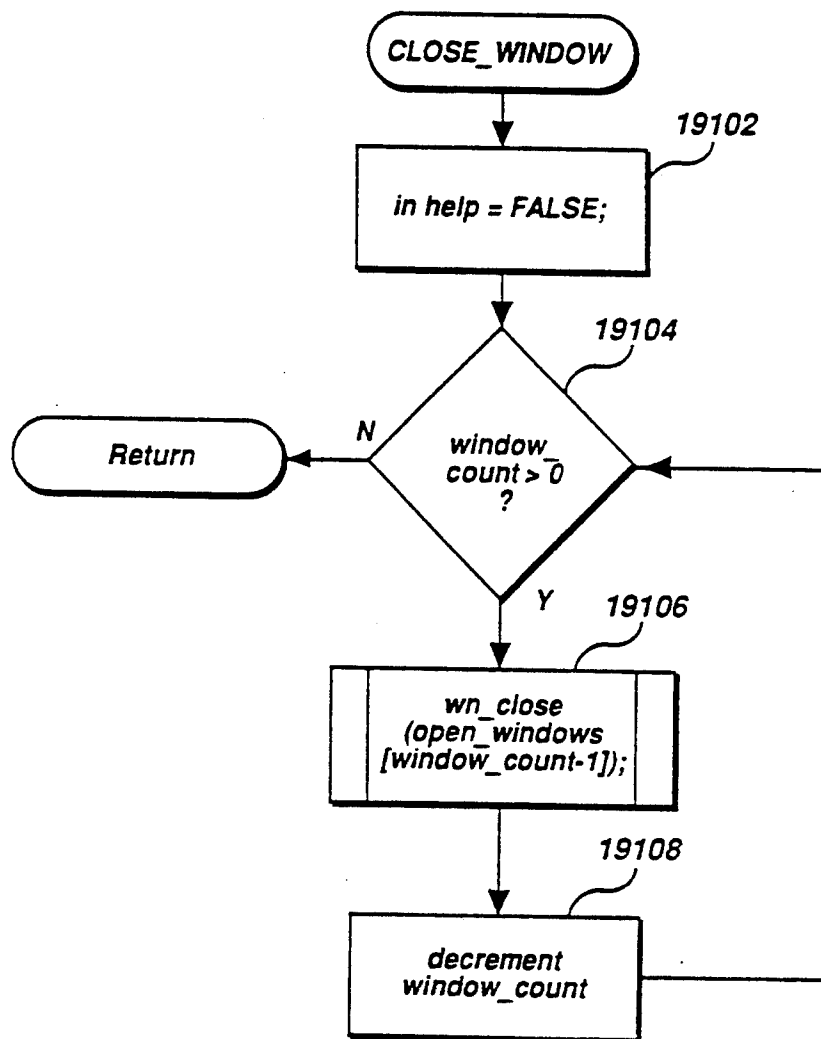 CLOSE_WINDOW
19102
in help = FALSE;
19104
N
Return
window_
count > 0
?
Y
19106
wn_close
(open_windows
[window_count-1]);
19108
decrement
window_count